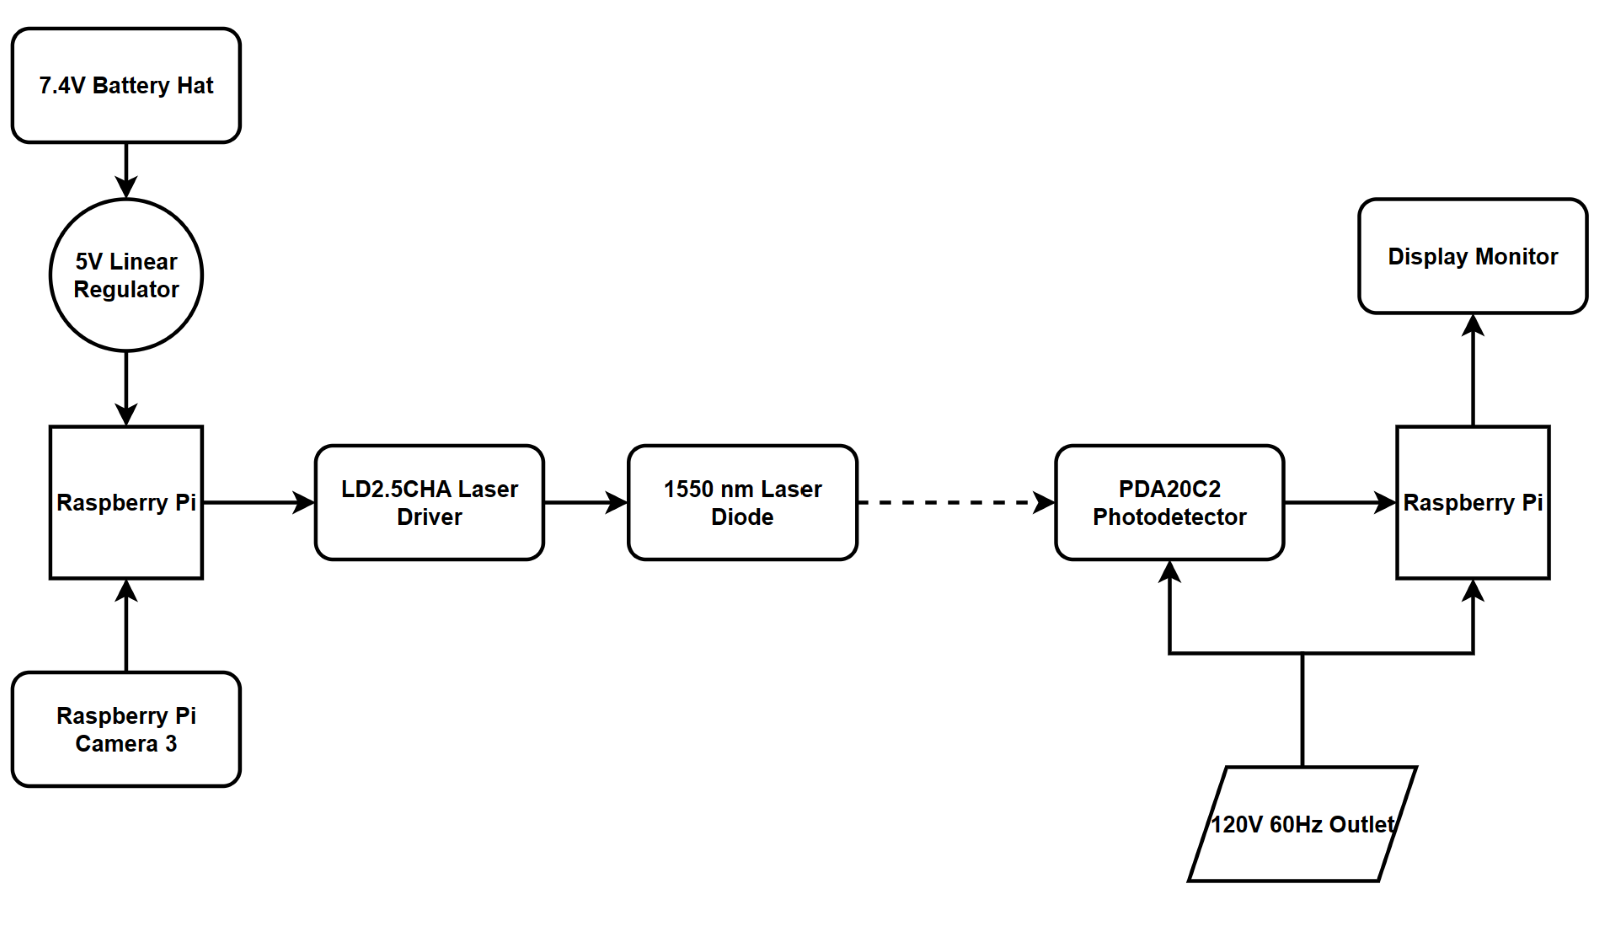 7.4V Battery Hat
5V Linear
Regulator
Raspberry Pi
Raspberry Pi
Camera 3
LD2.5CHA Laser
Driver
1550 nm Laser
Diode
PDA20C2
Photodetector
Raspberry Pi
Display Monitor
120V 60Hz Outlet